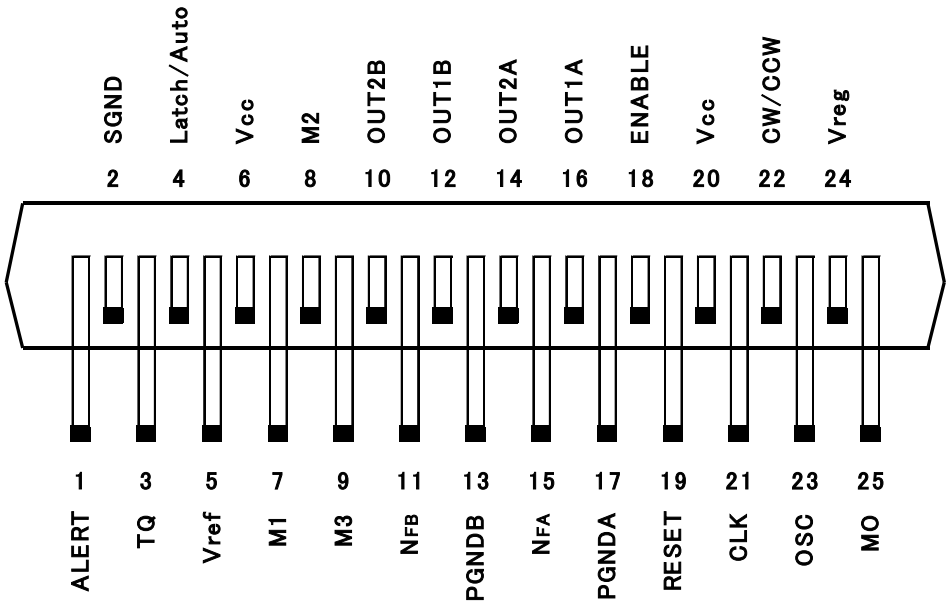 SGND Latch/Auto Vcc M2 OUT2B OUT1B OUT2A OUT1A ENABLE Vcc CW/CCW Vreg
2 4 6 8 10 12 14 16 18 20 22 24
1 3 5 7 9 11 13 15 17 19 21 23 25
ALERT TQ Vref M1 M3 NFB PGNDB NFA PGNDA RESET CLK OSC MO